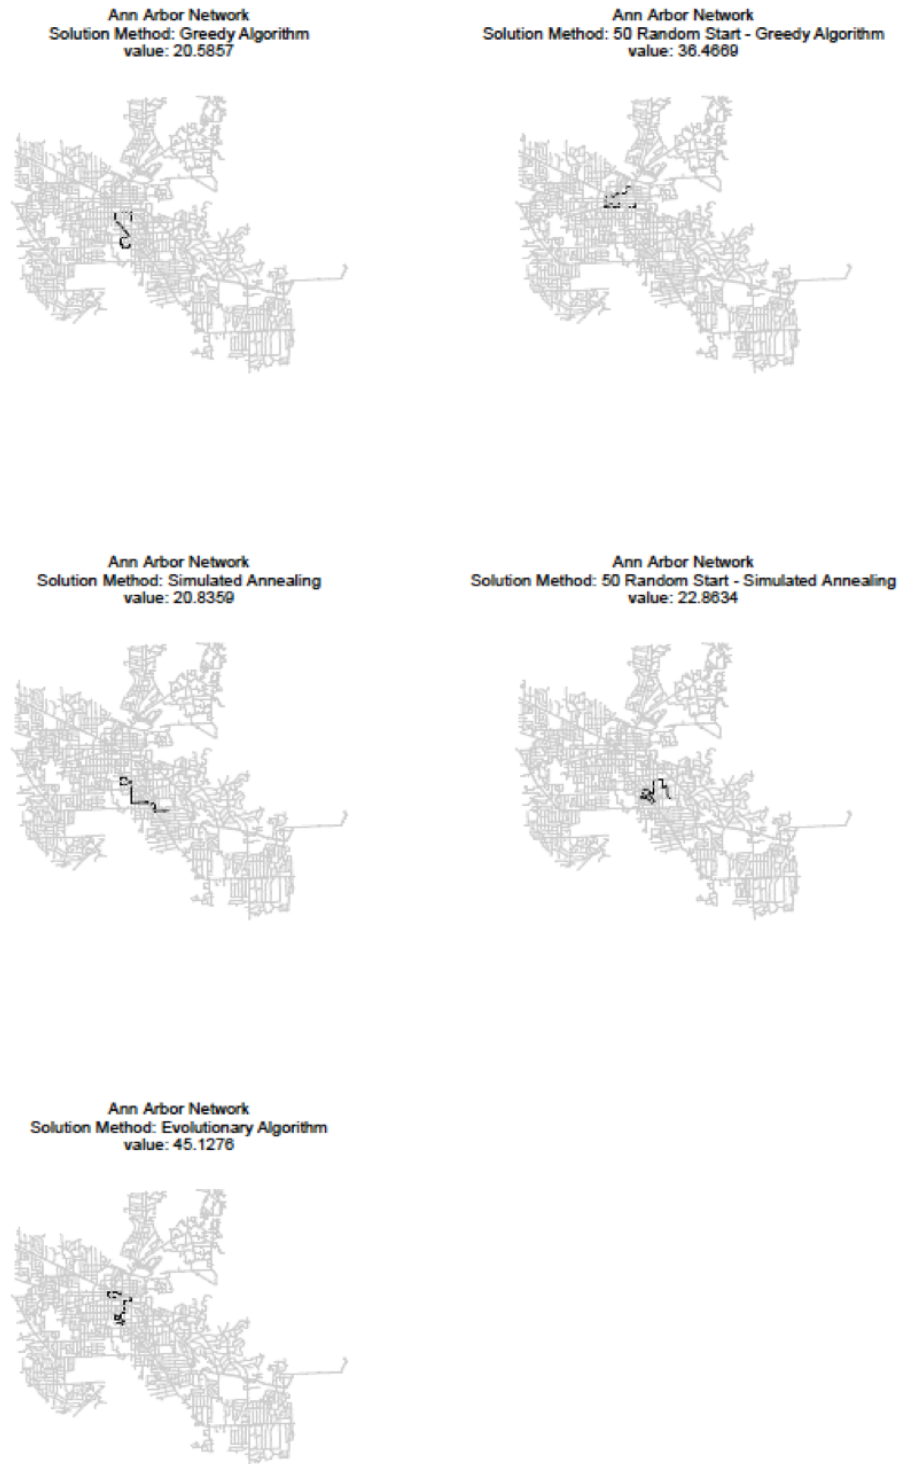 Ann Arbor Network
Solution Method: Greedy Algorithm
value: 20.5857
Ann Arbor Network
Solution Method: 50 Random Start - Greedy Algorithm
value: 36.4669
Ann Arbor Network
Solution Method: Simulated Annealing
value: 20.8359
Ann Arbor Network
Solution Method: 50 Random Start - Simulated Annealing
value: 22.8634
Ann Arbor Network
Solution Method: Evolutionary Algorithm
value: 45.1276